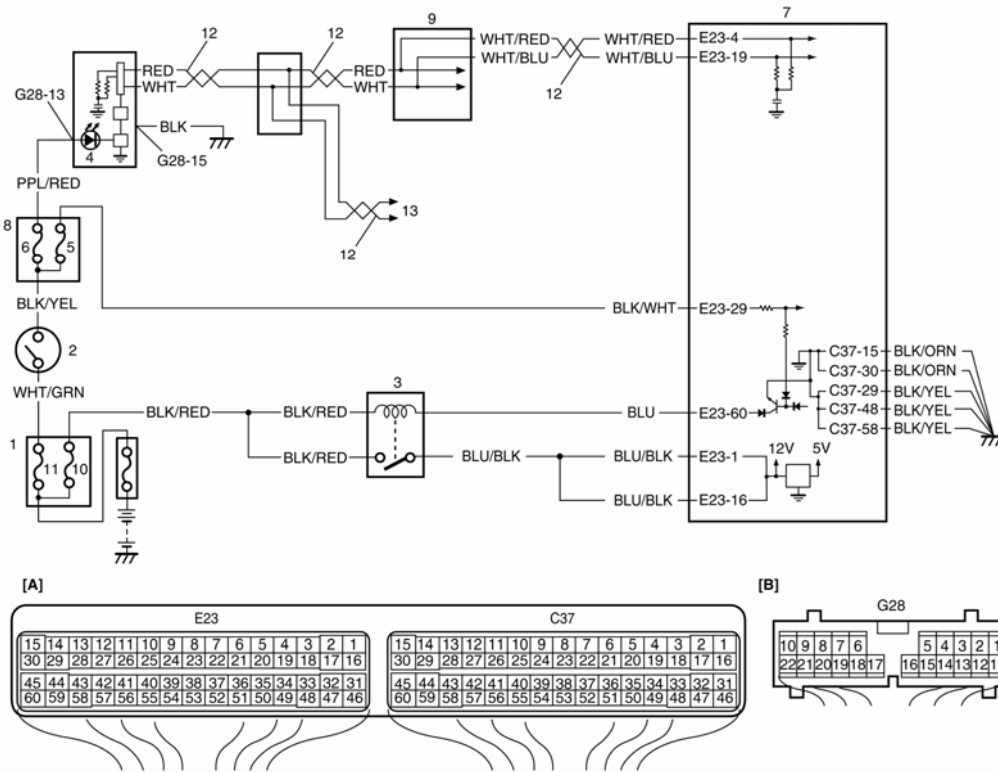 7
9
12
12
WHT/RED
WHT/RED
E23-4
WHT/BLU
WHT/BLU
E23-19
RED
RED
WHT
WHT
12
G28-13
BLK
G28-15
4
PPL/RED
13
12
8
6
5
BLK/WHT
E23-29
BLK/YEL
2
C37-15
BLK/ORN
C37-30
BLK/ORN
C37-29
BLK/YEL
C37-48
BLK/YEL
C37-58
BLK/YEL
WHT/GRN
3
BLK/RED
BLK/RED
BLU
E23-60
1
11
10
BLK/RED
BLU/BLK
BLU/BLK
E23-1
12V
5V
BLU/BLK
E23-16
[A]
E23
C37
15 14 13 12 11 10 9 8 7 6 5 4 3 2 1
30 29 28 27 26 25 24 23 22 21 20 19 18 17 16
45 44 43 42 41 40 39 38 37 36 35 34 33 32 31
60 59 58 57 56 55 54 53 52 51 50 49 48 47 46
15 14 13 12 11 10 9 8 7 6 5 4 3 2 1
30 29 28 27 26 25 24 23 22 21 20 19 18 17 16
45 44 43 42 41 40 39 38 37 36 35 34 33 32 31
60 59 58 57 56 55 54 53 52 51 50 49 48 47 46
[B]
G28
10 9 8 7 6 5 4 3 2 1
22 21 20 19 18 17 16 15 14 13 12